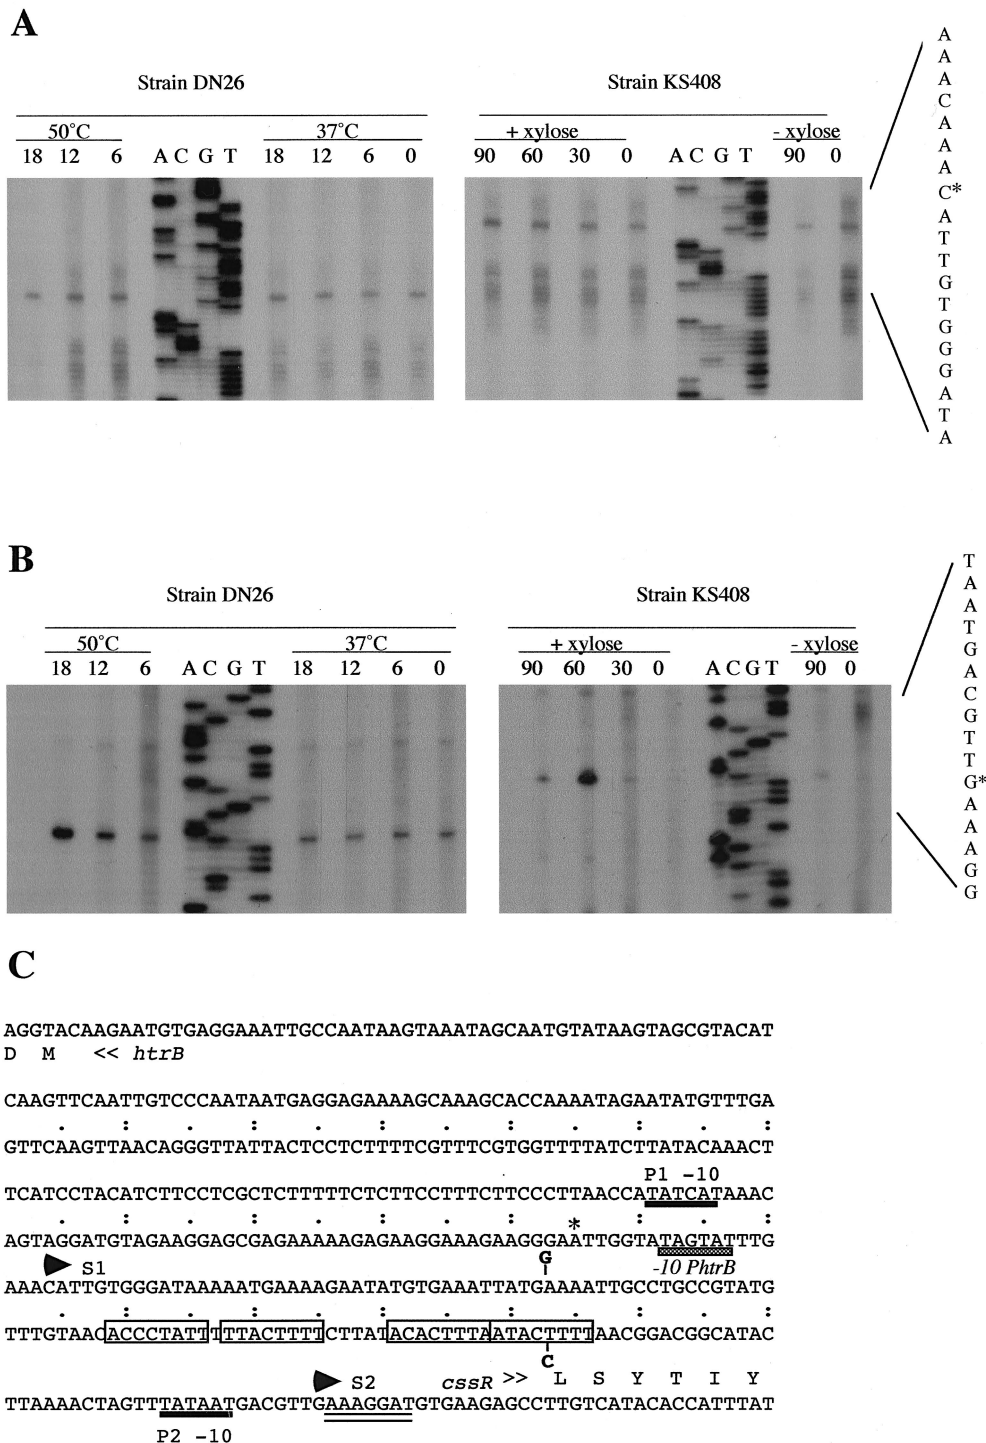 A
Strain DN26
50°C 37°C
18 12 6 A C G T 18 12 6 0
Strain KS408
+ xylose - xylose
90 60 30 0 A C G T 90 0
A
A
A
C
A
A
A
C*
A
T
T
G
T
G
G
G
A
T
A
B
Strain DN26
50°C 37°C
18 12 6 A C G T 18 12 6 0
Strain KS408
+ xylose - xylose
90 60 30 0 A C G T 90 0
T
A
A
T
G
A
C
G
T
T
G*
A
A
A
G
G
C
AGGTACAAGAATGTGAGGAAATTGCCAATAAGTAAATAGCAATGTATAAGTAGCGTACAT
D M << htrB
CAAGTTCAATTGTCCCAATAATGAGGAGAAAAGCAAAGCACCAAAATAGAATATGTTTGA
. : . : . : . : . : . :
GTTCAAGTTAACAGGGTTATTACTCCTCTTTTCGTTTCGTGGTTTTATCTTATACAAACT
P1 -10
TCATCCTACATCTTCCTCGCTCTTTTTCTCTTCCTTTCTTCCCTTAACCATATCATAAAC
. : . : . : . : * : . :
AGTAGGATGTAGAAGGAGCGAGAAAAAGAGAAGGAAAGAAGGGAATTGGTATAGTATTTG
S1 G -10 PhtrB
AAACATTGTGGGATAAAAATGAAAAGAATATGTGAAATTATGAAAATTGCCTGCCGTATG
. : . : . : . : . : . :
TTTGTAACACCCTATTTTTACTTTTCTTATACACTTTAATACTTTTAACGGACGGCATAC
C
S2 cssR >> L S Y T I Y
TTAAAACTAGTTTATAATGACGTTGAAAGGATGTGAAGAGCCTTGTCATACACCATTTAT
P2 -10